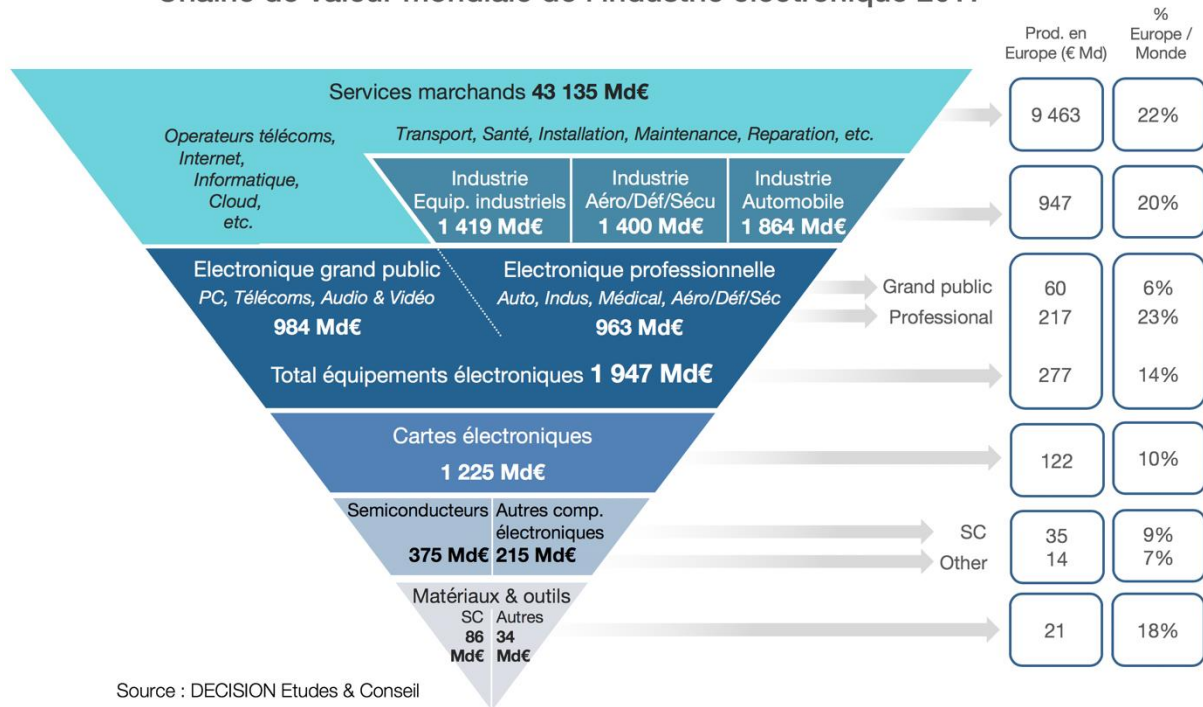 % 
Prod. en Europe /
Europe (€ Md) Monde
Services marchands 43 135 Md€
9 463 22%
Operateurs télécoms,
Internet,
Informatique,
Cloud,
etc.
Transport, Santé, Installation, Maintenance, Reparation, etc.
Industrie
Equip. industriels
1 419 Md€
Industrie
Aéro/Déf/Sécu
1 400 Md€
Industrie
Automobile
1 864 Md€
947 20%
Electronique grand public
PC, Télécoms, Audio & Vidéo
984 Md€
Electronique professionnelle
Auto, Indus, Médical, Aéro/Déf/Séc
963 Md€
Grand public 60 6%
Professional 217 23%
Total équipements électroniques 1 947 Md€
277 14%
Cartes électroniques
1 225 Md€
122 10%
Semiconducteurs
375 Md€
Autres comp.
électroniques
215 Md€
SC 35 9%
Other 14 7%
Matériaux & outils
SC
86
Md€
Autres
34
Md€
21 18%
Source : DECISION Etudes & Conseil